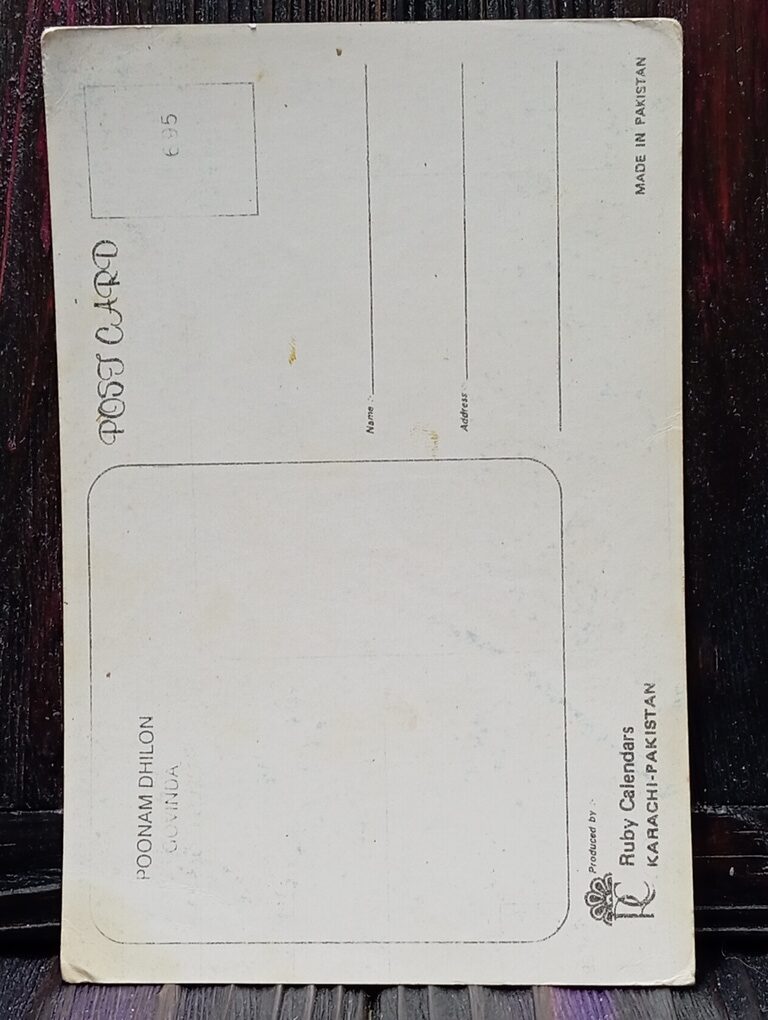 POST CARD
695
POONAM DHILON
GOVINDA
Name :-
Address :-
Produced by :-
Ruby Calendars
KARACHI-PAKISTAN
MADE IN PAKISTAN